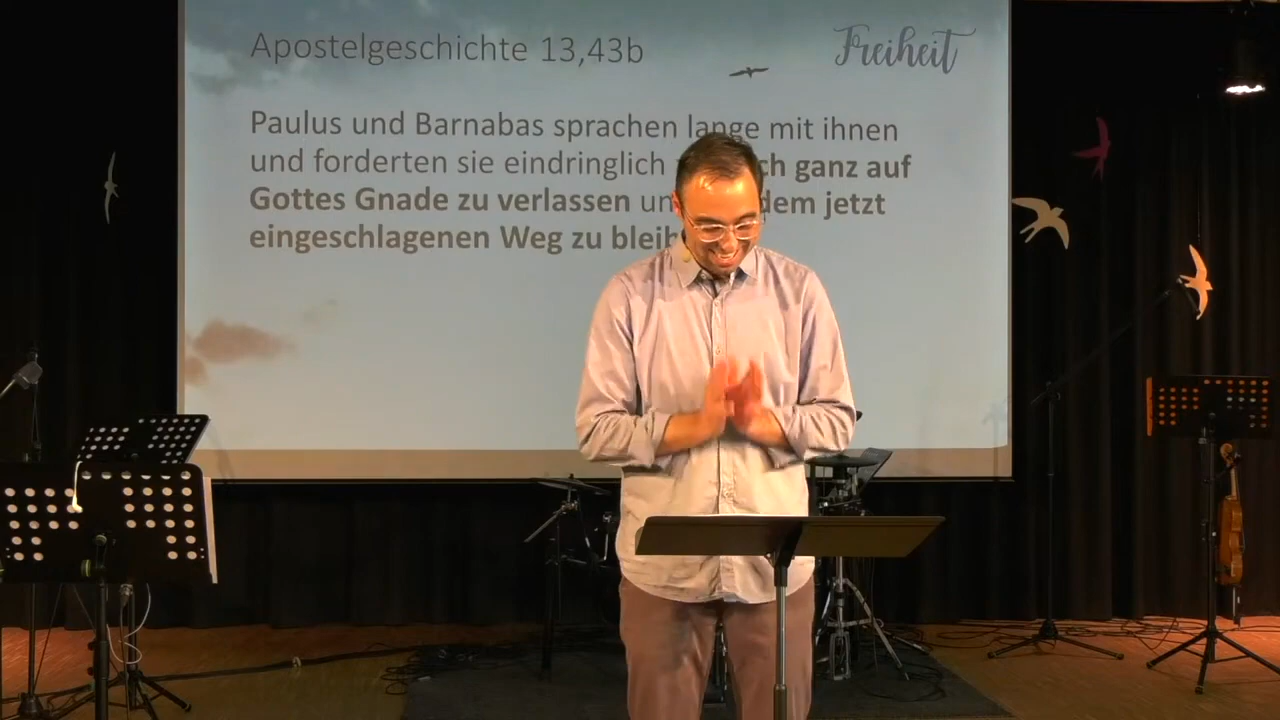 Apostelgeschichte 13,43b
Freiheit
Paulus und Barnabas sprachen lange mit ihnen
und forderten sie eindringlich ganz auf
Gottes Gnade zu verlassen dem jetzt
eingeschlagenen Weg zu